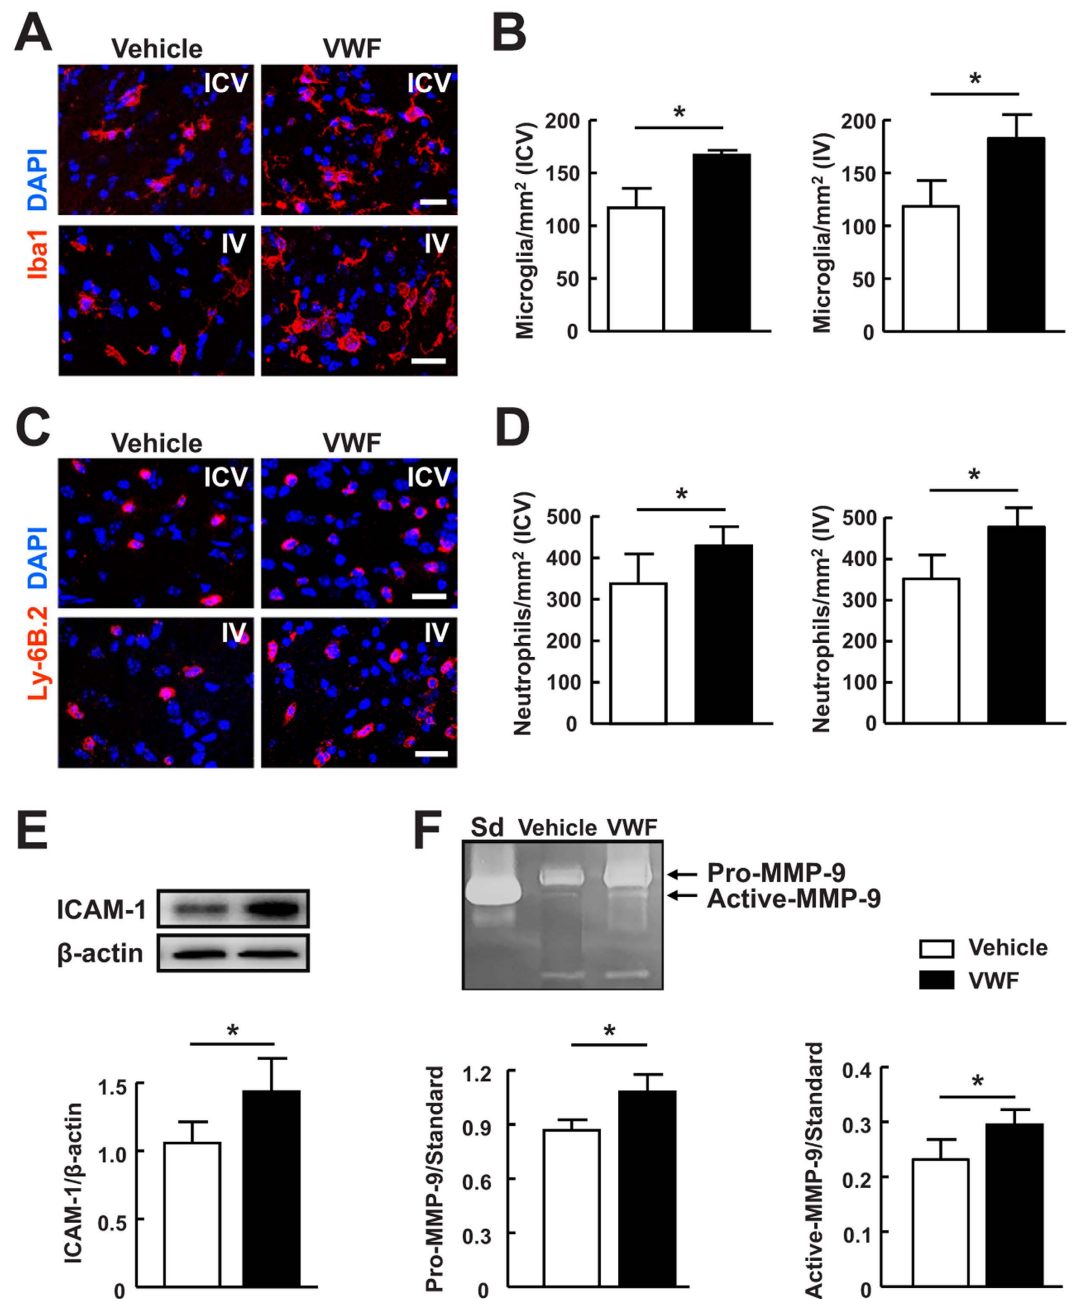 A
Vehicle VWF
ICV ICV
IV IV
Iba1 DAPI
B
*
Microglia/mm² (ICV)
200
150
100
50
0
*
Microglia/mm² (IV)
200
150
100
50
0
C
Vehicle VWF
ICV ICV
IV IV
Ly-6B.2 DAPI
D
*
Neutrophils/mm² (ICV)
500
400
300
200
100
0
*
Neutrophils/mm² (IV)
500
400
300
200
100
0
E
ICAM-1
β-actin
*
ICAM-1/β-actin
1.5
1.0
0.5
0
F
Sd Vehicle VWF
Pro-MMP-9
Active-MMP-9
Vehicle
VWF
*
Pro-MMP-9/Standard
1.2
0.9
0.6
0.3
0
*
Active-MMP-9/Standard
0.4
0.3
0.2
0.1
0